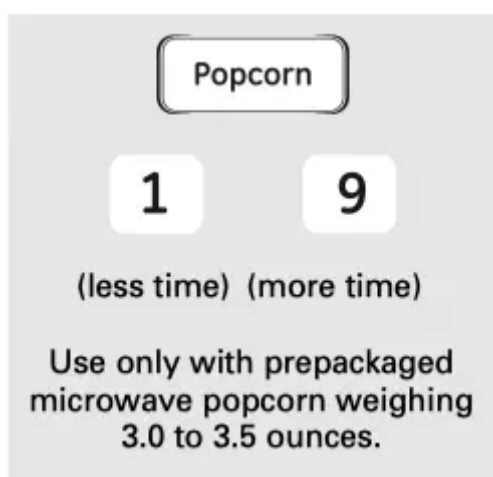 Popcorn
1 9
(less time) (more time)
Use only with prepackaged
microwave popcorn weighing
3.0 to 3.5 ounces.